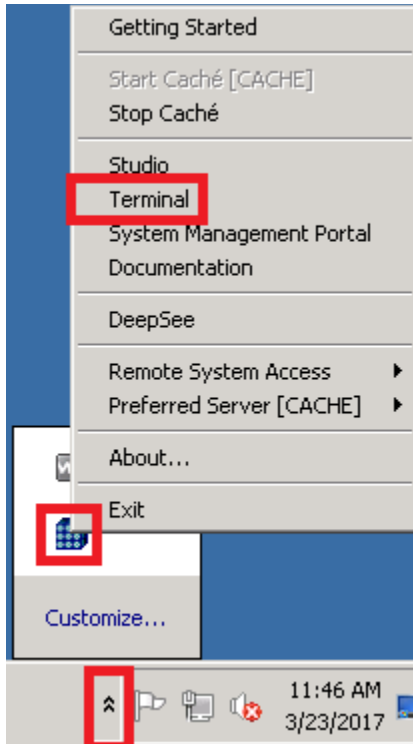 Getting Started
Start Caché [CACHE]
Stop Caché
Studio
Terminal
System Management Portal
Documentation
DeepSee
Remote System Access
Preferred Server [CACHE]
About...
Exit
Customize...
11:46 AM
3/23/2017